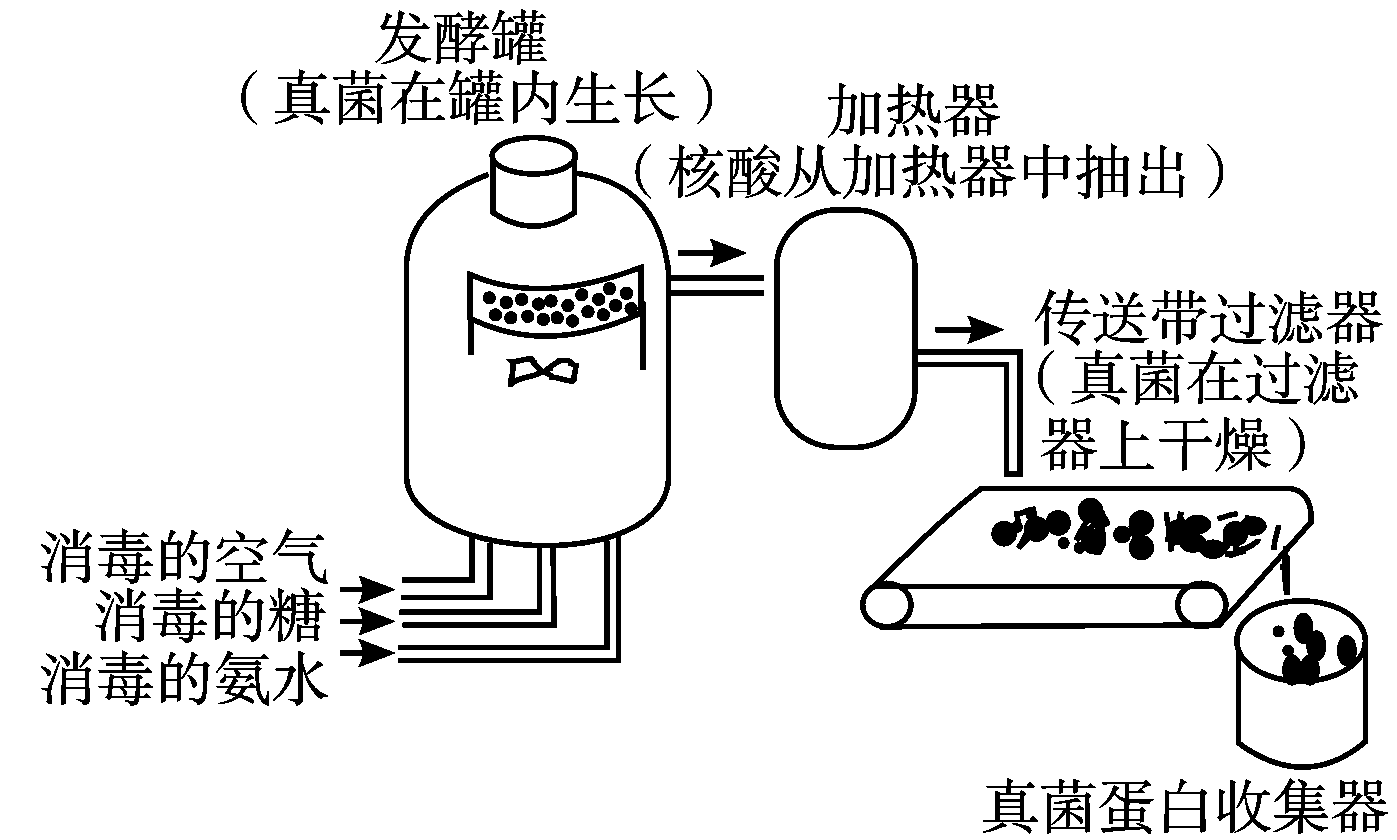 发酵罐
（真菌在罐内生长）
加热器
（核酸从加热器中抽出）
传送带过滤器
（真菌在过滤
器上干燥）
消毒的空气
消毒的糖
消毒的氨水
真菌蛋白收集器